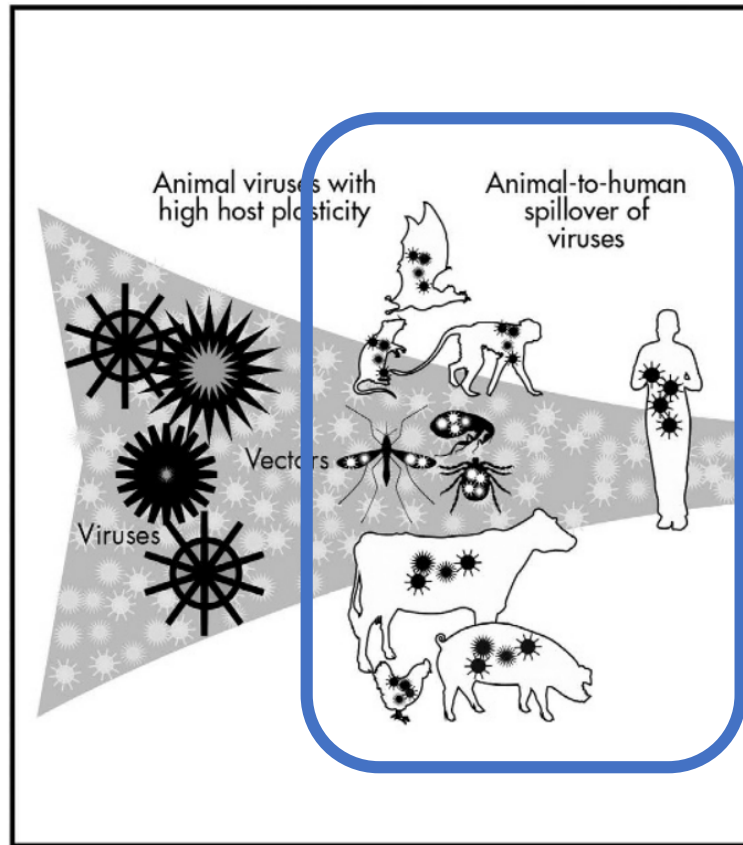 Animal viruses with
high host plasticity
Animal-to-human
spillover of
viruses
Vectors
Viruses